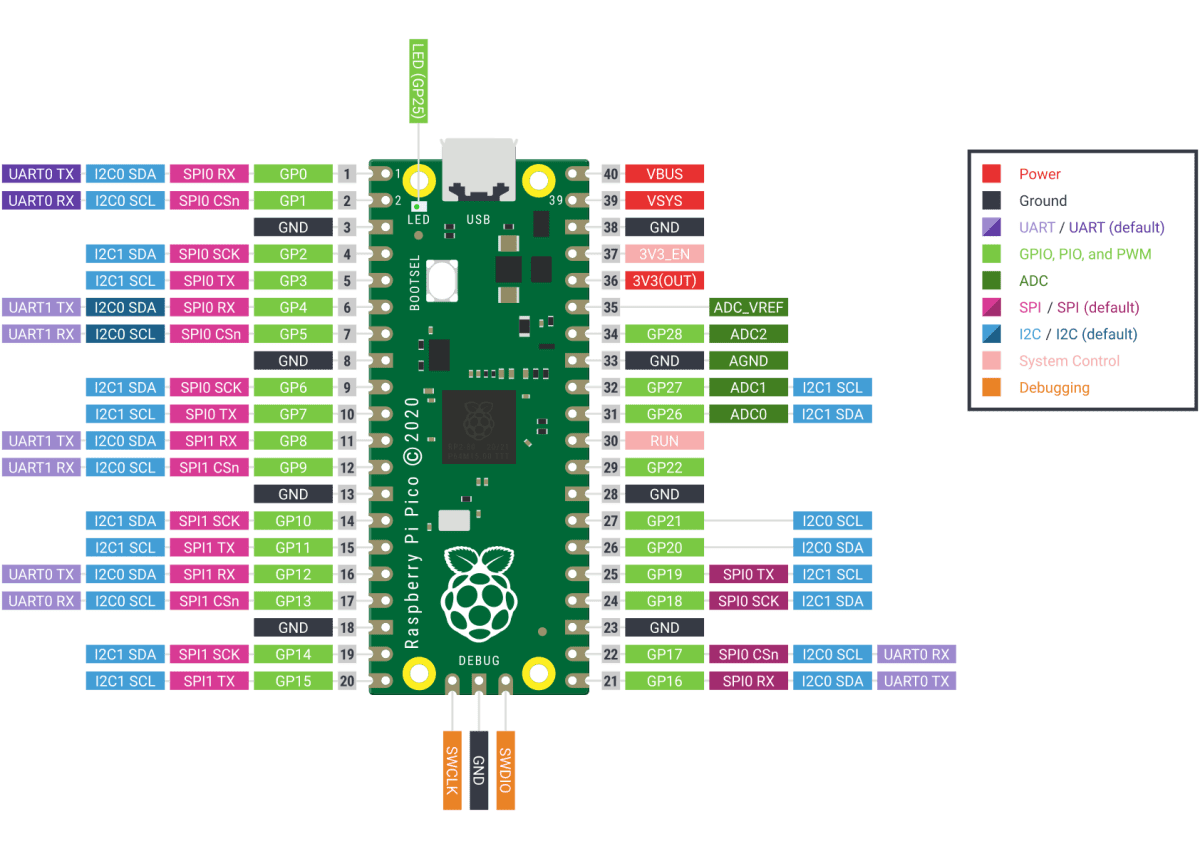 LED (GP25)
UART0 TX I2C0 SDA SPI0 RX GP0 1 1 40 VBUS
UART0 RX I2C0 SCL SPI0 CSn GP1 2 2 39 39 VSYS
LED USB
GND 3 38 GND
I2C1 SDA SPI0 SCK GP2 4 37 3V3_EN
I2C1 SCL SPI0 TX GP3 5 36 3V3(OUT)
BOOTSEL
UART1 TX I2C0 SDA SPI0 RX GP4 6 35 ADC_VREF
UART1 RX I2C0 SCL SPI0 CSn GP5 7 34 GP28 ADC2
GND 8 33 GND AGND
I2C1 SDA SPI0 SCK GP6 9 32 GP27 ADC1 I2C1 SCL
I2C1 SCL SPI0 TX GP7 10 31 GP26 ADC0 I2C1 SDA
UART1 TX I2C0 SDA SPI1 RX GP8 11 30 RUN
UART1 RX I2C0 SCL SPI1 CSn GP9 12 29 GP22
GND 13 28 GND
I2C1 SDA SPI1 SCK GP10 14 27 GP21 I2C0 SCL
I2C1 SCL SPI1 TX GP11 15 26 GP20 I2C0 SDA
Raspberry Pi Pico ©2020
UART0 TX I2C0 SDA SPI1 RX GP12 16 25 GP19 SPI0 TX I2C1 SCL
UART0 RX I2C0 SCL SPI1 CSn GP13 17 24 GP18 SPI0 SCK I2C1 SDA
GND 18 23 GND
I2C1 SDA SPI1 SCK GP14 19 22 GP17 SPI0 CSn I2C0 SCL UART0 RX
DEBUG
I2C1 SCL SPI1 TX GP15 20 21 GP16 SPI0 RX I2C0 SDA UART0 TX
SWCLK
GND
SWDIO
Power
Ground
UART / UART (default)
GPIO, PIO, and PWM
ADC
SPI / SPI (default)
I2C / I2C (default)
System Control
Debugging